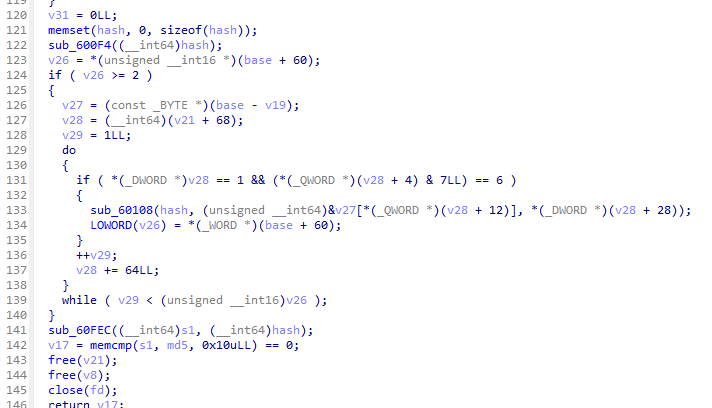 119 }
120 v31 = 0LL;
121 memset(hash, 0, sizeof(hash));
122 sub_600F4((__int64)hash);
123 v26 = *(unsigned __int16 *)(base + 60);
124 if ( v26 >= 2 )
125 {
126 v27 = (const _BYTE *)(base - v19);
127 v28 = (__int64)(v21 + 68);
128 v29 = 1LL;
129 do
130 {
131 if ( *(_DWORD *)v28 == 1 && (*(_QWORD *)(v28 + 4) & 7LL) == 6 )
132 {
133 sub_60108(hash, (unsigned __int64)&v27[*(_QWORD *)(v28 + 12)], *(_DWORD *)(v28 + 28));
134 LOWORD(v26) = *(_WORD *)(base + 60);
135 }
136 ++v29;
137 v28 += 64LL;
138 }
139 while ( v29 < (unsigned __int16)v26 );
140 }
141 sub_60FEC((__int64)s1, (__int64)hash);
142 v17 = memcmp(s1, md5, 0x10uLL) == 0;
143 free(v21);
144 free(v8);
145 close(fd);
146 return v17;